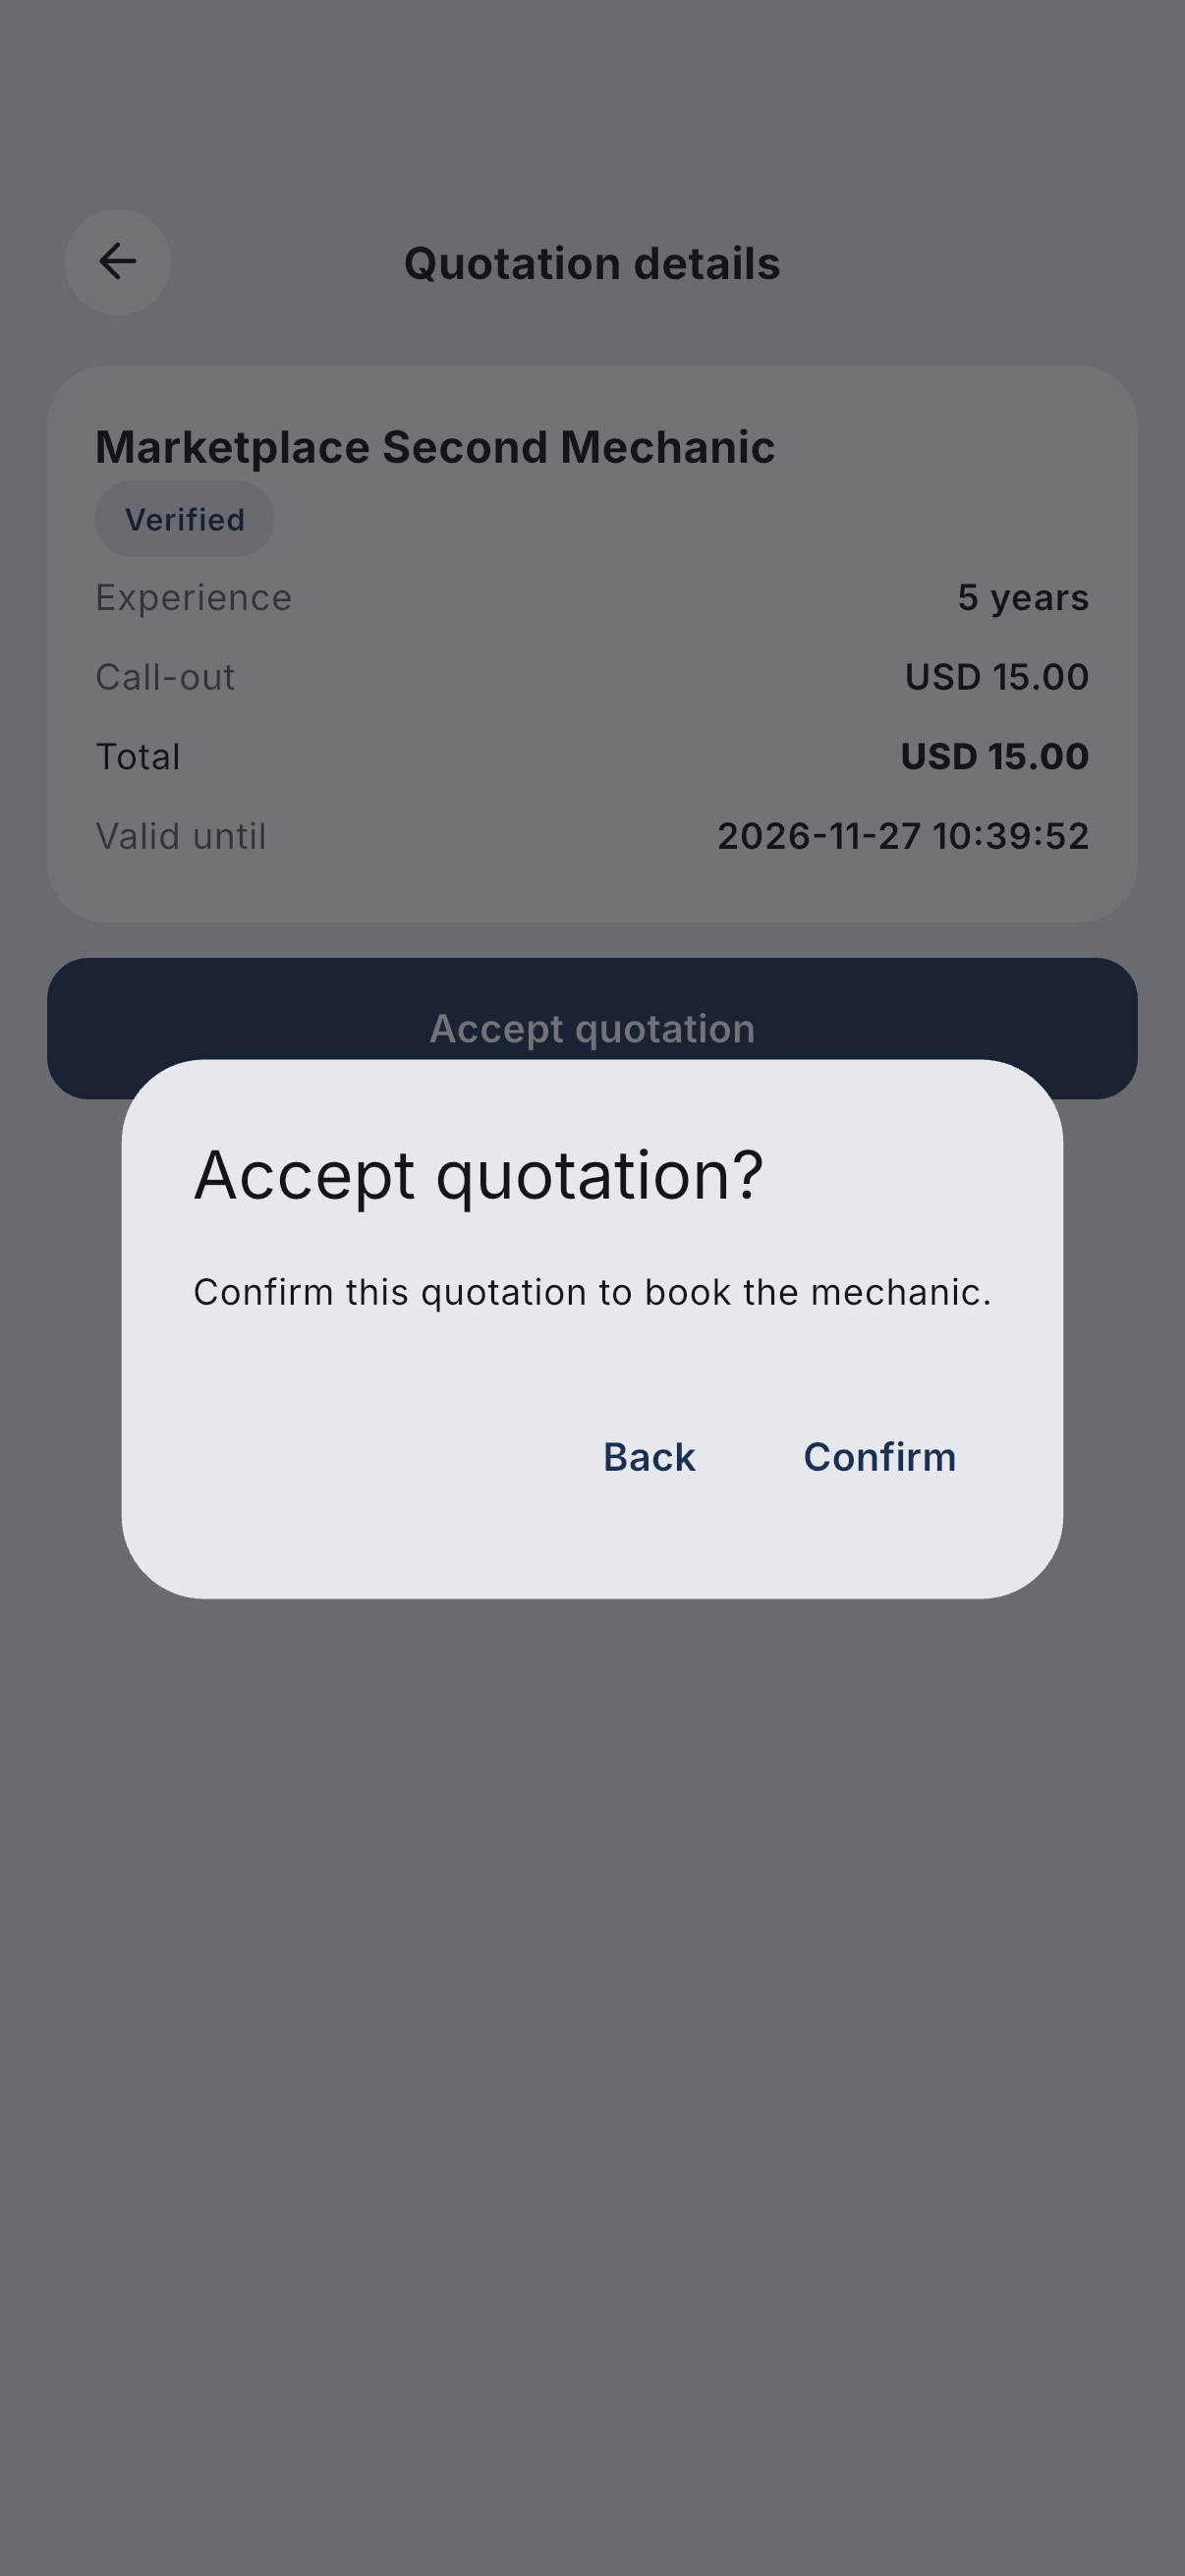 Quotation details
Marketplace Second Mechanic
Verified
Experience 5 years
Call-out USD 15.00
Total USD 15.00
Valid until 2026-11-27 10:39:52
Accept quotation
Accept quotation?
Confirm this quotation to book the mechanic.
Back Confirm